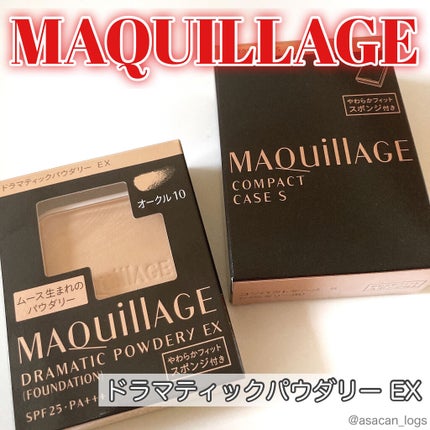 MAQUILLAGE
やわらかフィット
スポンジ付き
MAQuillAGE
COMPACT
CASE S
ドラマティックパウダリー EX
オークル10
ムース生まれの
パウダリー
MAQuillAGE
DRAMATIC POWDERY EX
(FOUNDATION)
SPF25・PA+++
やわらかフィット
スポンジ付き
ドラマティックパウダリー EX
@asacan_logs